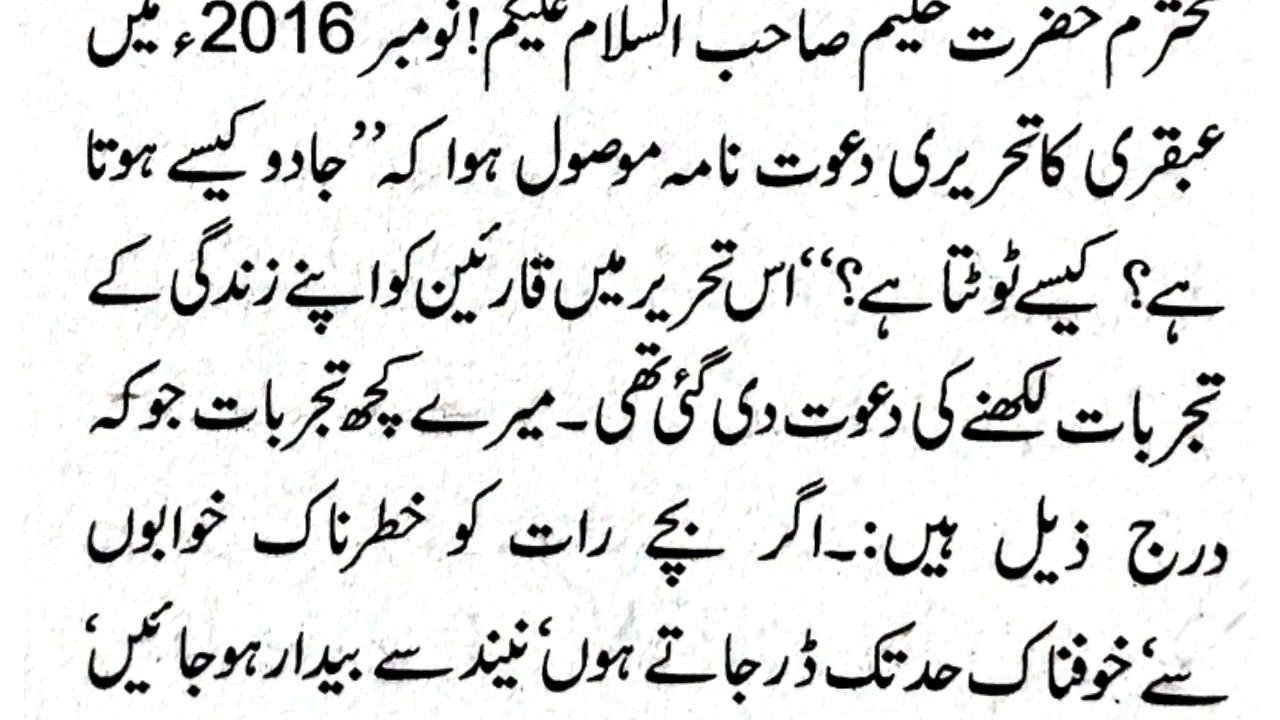 محترم حضرت حکیم صاحب السلام علیکم! نومبر 2016ء میں
عبقری کا تحریری دعوت نامہ موصول ہوا کہ ’’جادو کیسے ہوتا
ہے؟ کیسے ٹوٹتا ہے؟‘‘ اس تحریر میں قارئین کو اپنے زندگی کے
تجربات لکھنے کی دعوت دی گئی تھی۔ میرے کچھ تجربات جو کہ
درج ذیل ہیں:۔ اگر بچے رات کو خطرناک خوابوں
سے‘ خوفناک حد تک ڈر جاتے ہوں‘ نیند سے بیدار ہو جائیں‘